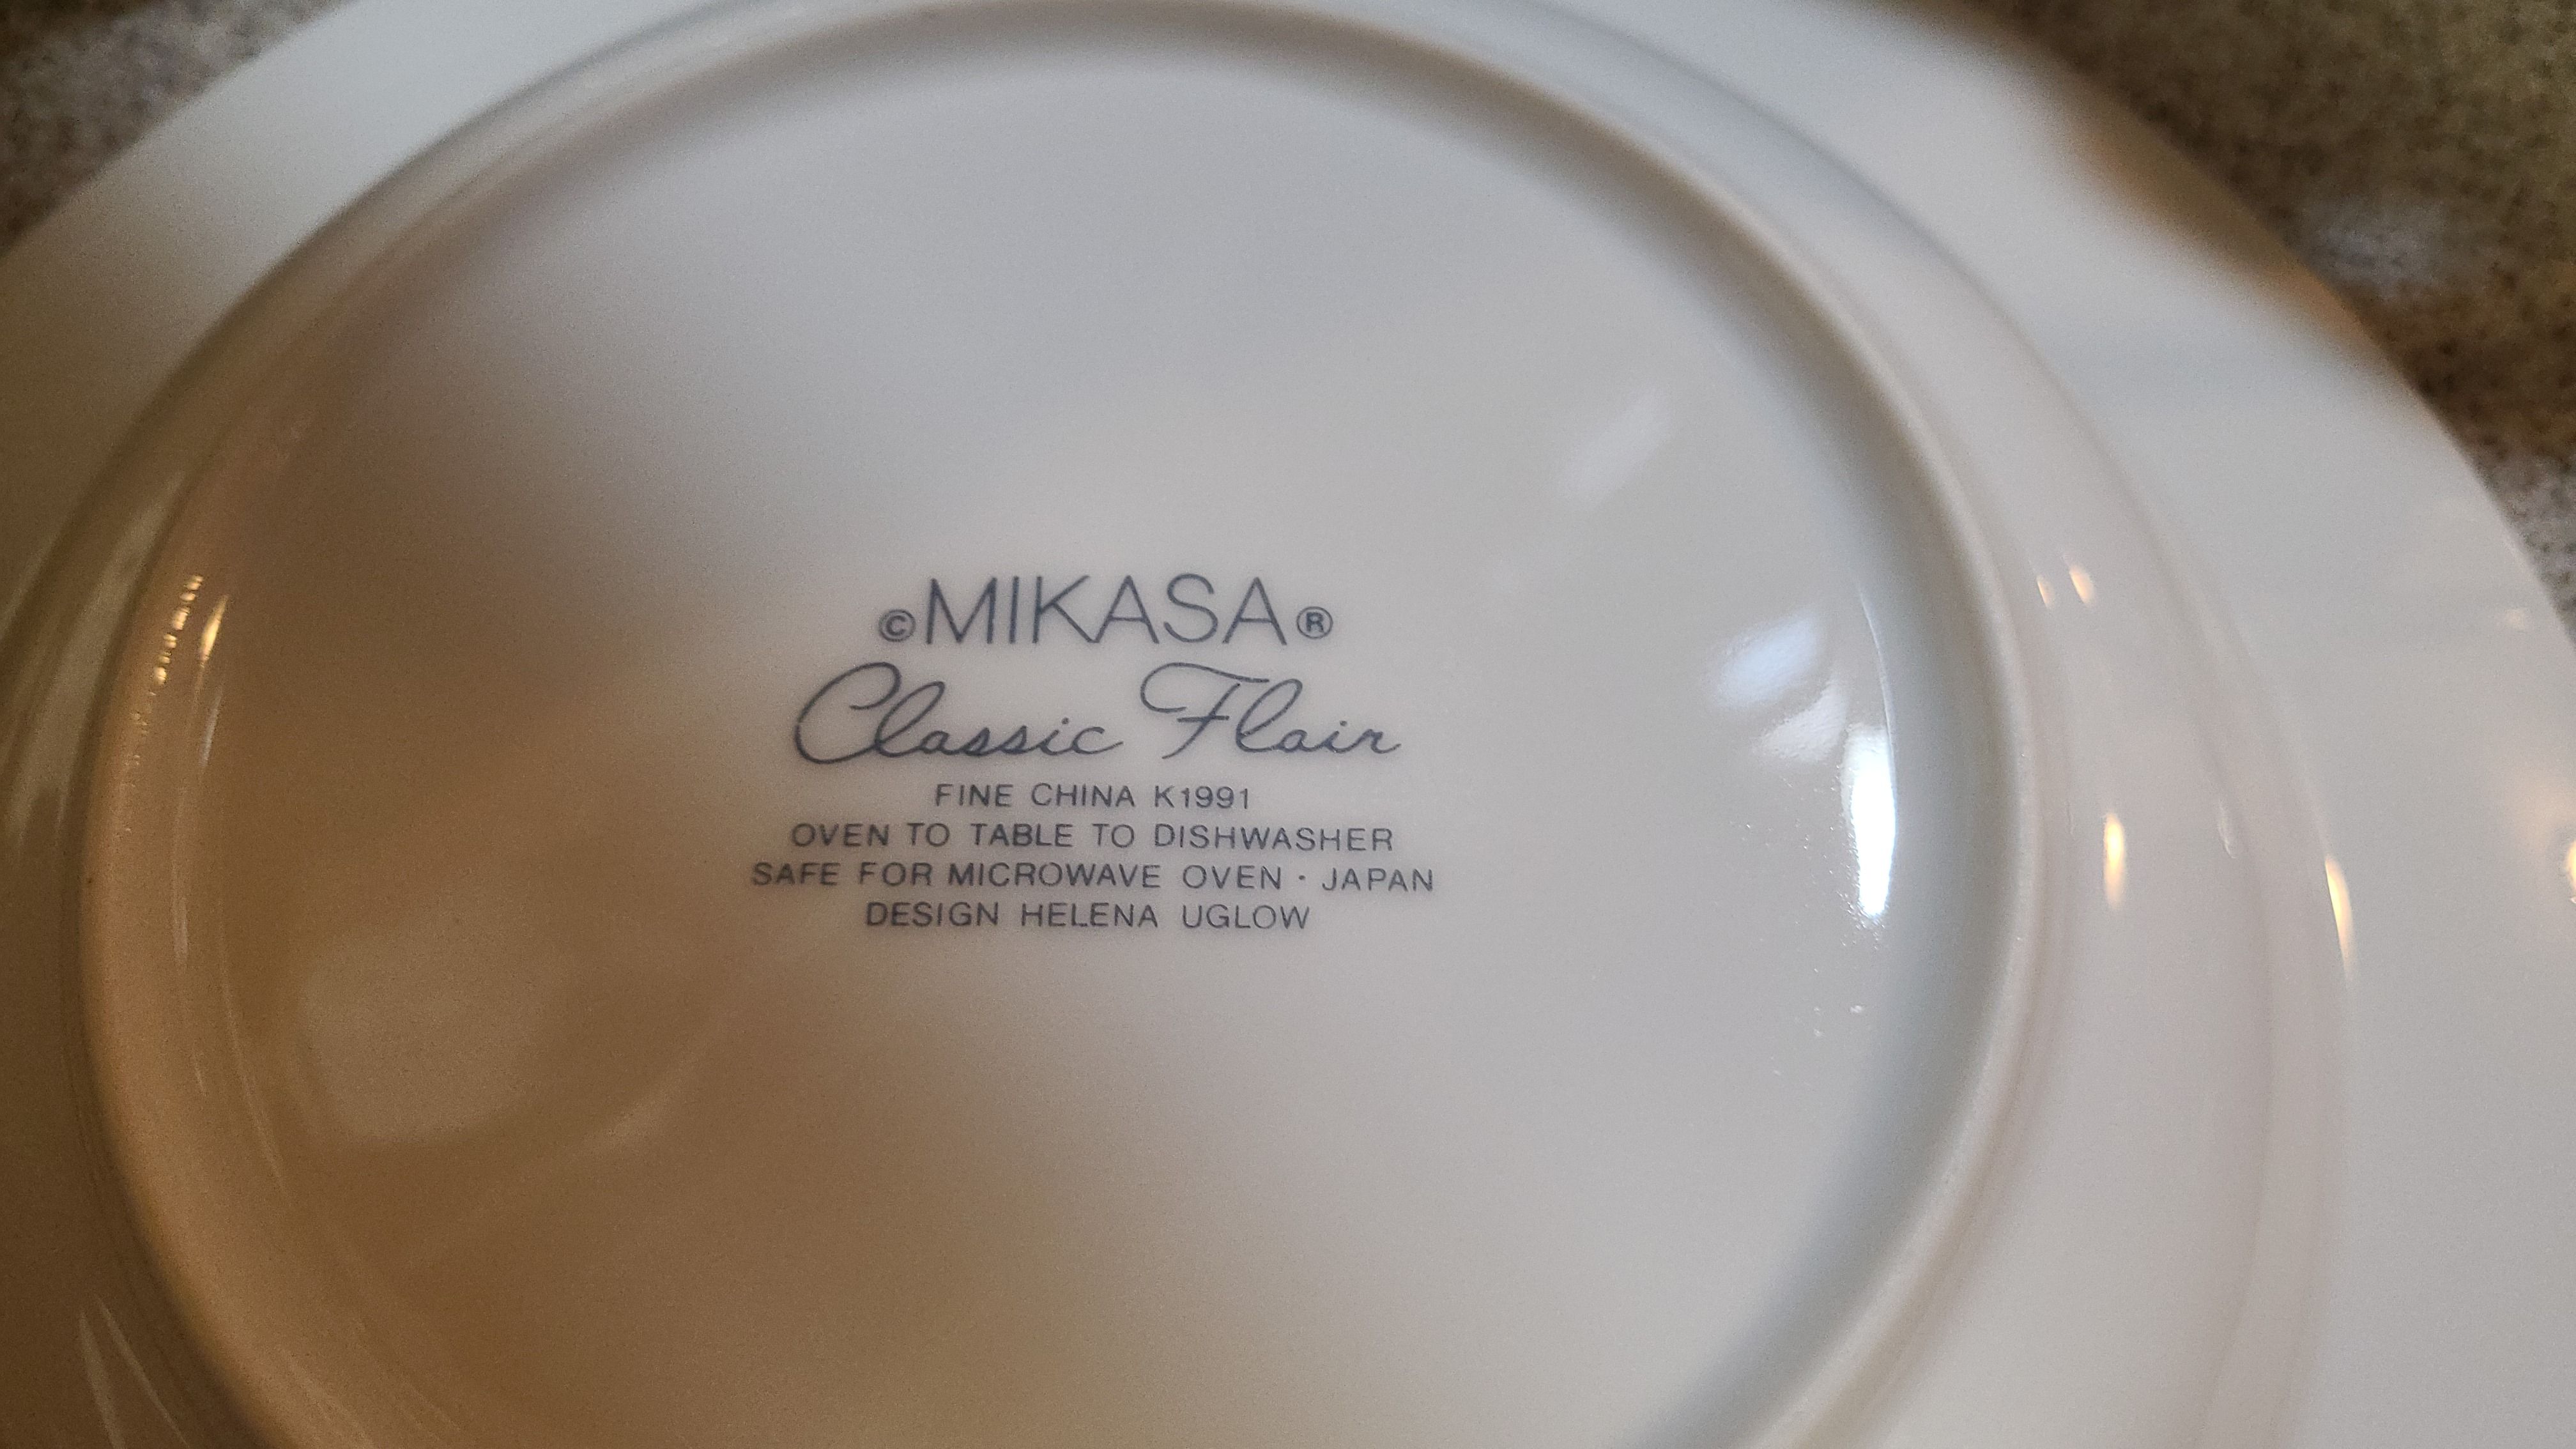 ©MIKASA®
Classic Flair
FINE CHINA K1991
OVEN TO TABLE TO DISHWASHER
SAFE FOR MICROWAVE OVEN · JAPAN
DESIGN HELENA UGLOW